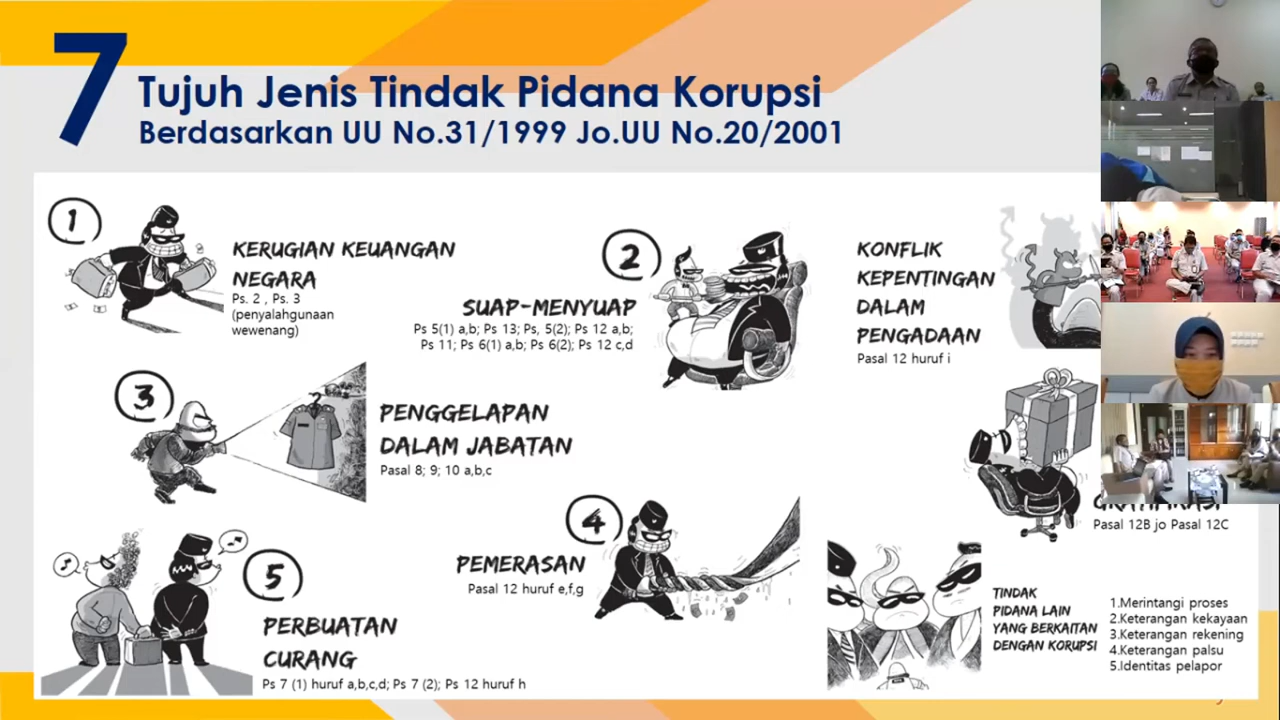 7
Tujuh Jenis Tindak Pidana Korupsi
Berdasarkan UU No.31/1999 Jo.UU No.20/2001
1
KERUGIAN KEUANGAN
NEGARA
Ps. 2 , Ps. 3
(penyalahgunaan
wewenang)
2
SUAP-MENYUAP
Ps 5(1) a,b; Ps 13; Ps, 5(2); Ps 12 a,b;
Ps 11; Ps 6(1) a,b; Ps 6(2); Ps 12 c,d
KONFLIK
KEPENTINGAN
DALAM
PENGADAAN
Pasal 12 huruf i
3
PENGGELAPAN
DALAM JABATAN
Pasal 8; 9; 10 a,b,c
4
PEMERASAN
Pasal 12 huruf e,f,g
GRATIFIKASI
Pasal 12B jo Pasal 12C
5
PERBUATAN
CURANG
Ps 7 (1) huruf a,b,c,d; Ps 7 (2); Ps 12 huruf h
TINDAK
PIDANA LAIN
YANG BERKAITAN
DENGAN KORUPSI
1.Merintangi proses
2.Keterangan kekayaan
3.Keterangan rekening
4.Keterangan palsu
5.Identitas pelapor